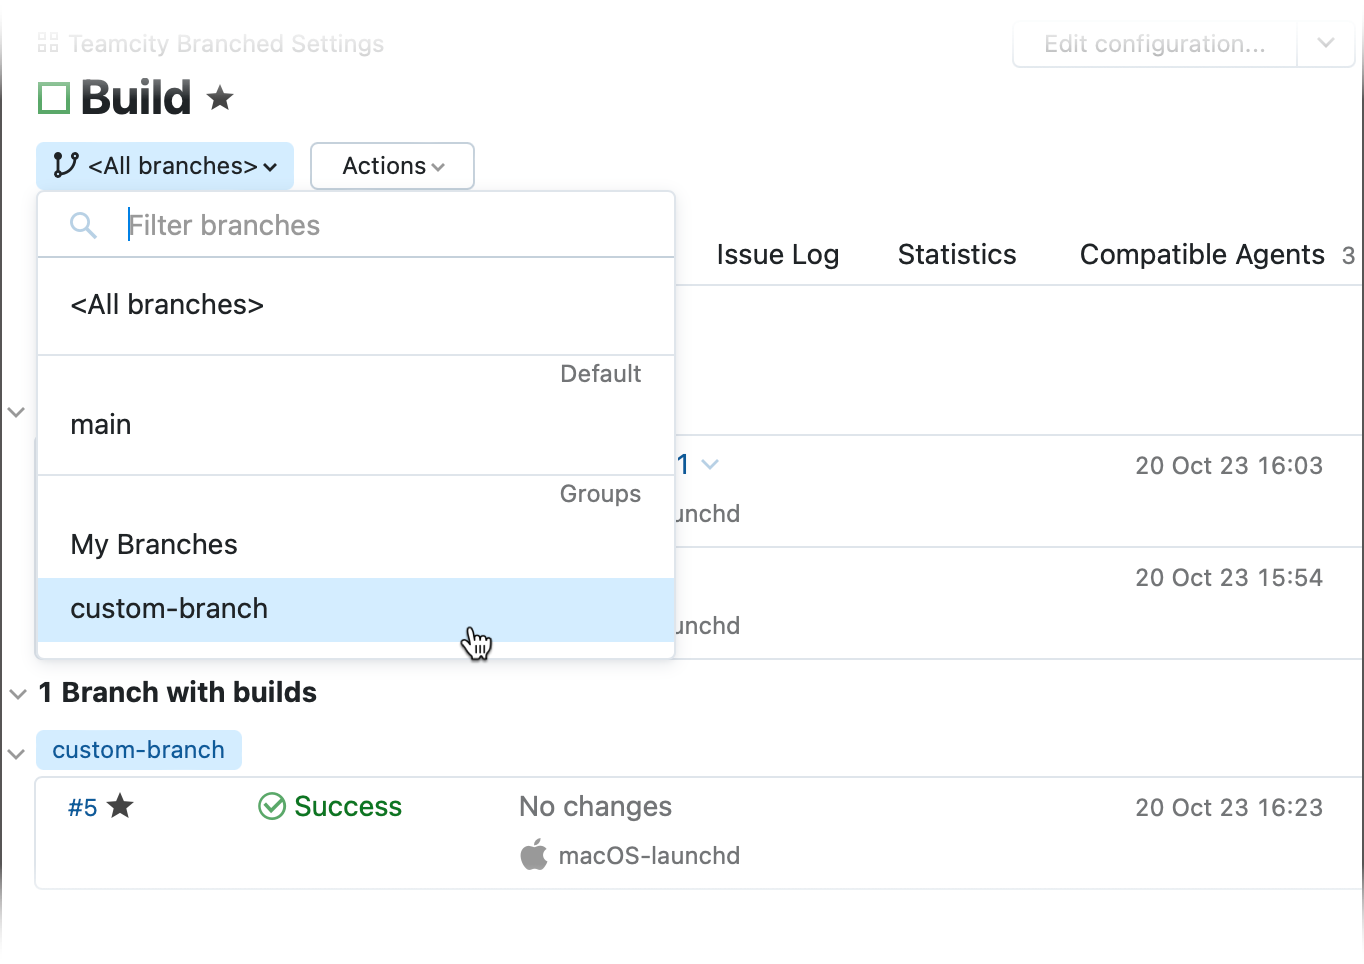 Teamcity Branched Settings
Edit configuration...
Build
<All branches>
Actions
Filter branches
Issue Log
Statistics
Compatible Agents 3
<All branches>
Default
main
1
20 Oct 23 16:03
Groups
unchd
My Branches
20 Oct 23 15:54
custom-branch
unchd
1 Branch with builds
custom-branch
#5
Success
No changes
20 Oct 23 16:23
macOS-launchd